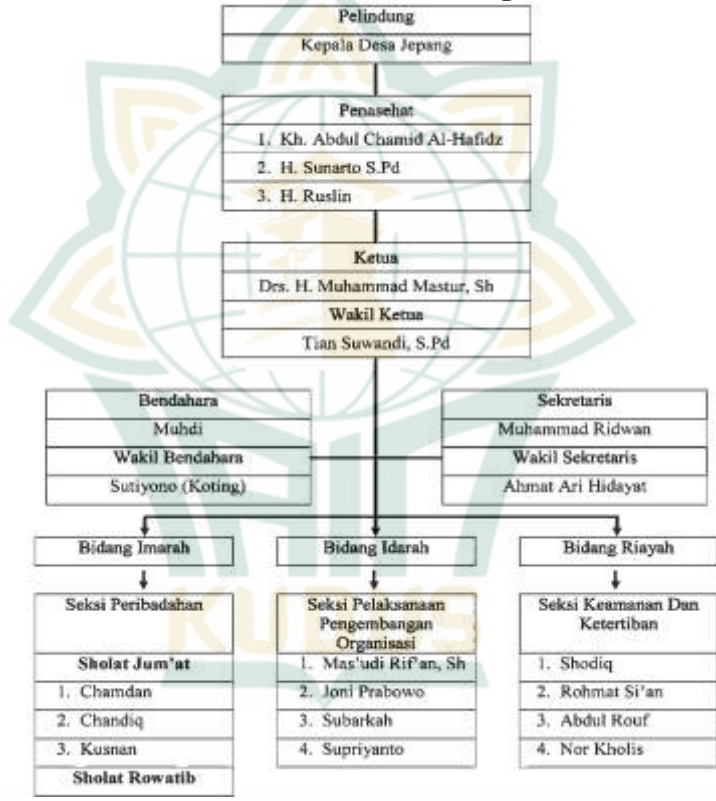 Pelindung
Kepala Desa Jepang
Penasehat
1. Kh. Abdul Chamid Al-Hafidz
2. H. Sunarto S.Pd
3. H. Ruslin
Ketua
Drs. H. Muhammad Mastur, Sh
Wakil Ketua
Tian Suwandi, S.Pd
Bendahara
Muhdi
Wakil Bendahara
Sutiyono (Koting)
Sekretaris
Muhammad Ridwan
Wakil Sekretaris
Ahmat Ari Hidayat
Bidang Imarah
Bidang Idarah
Bidang Riayah
Seksi Peribadahan
Sholat Jum'at
1. Chamdan
2. Chandiq
3. Kusnan
Sholat Rowatib
Seksi Pelaksanaan
Pengembangan
Organisasi
1. Mas'udi Rif'an, Sh
2. Joni Prabowo
3. Subarkah
4. Supriyanto
Seksi Keamanan Dan
Ketertiban
1. Shodiq
2. Rohmat Si'an
3. Abdul Rouf
4. Nor Kholis
KUDUS